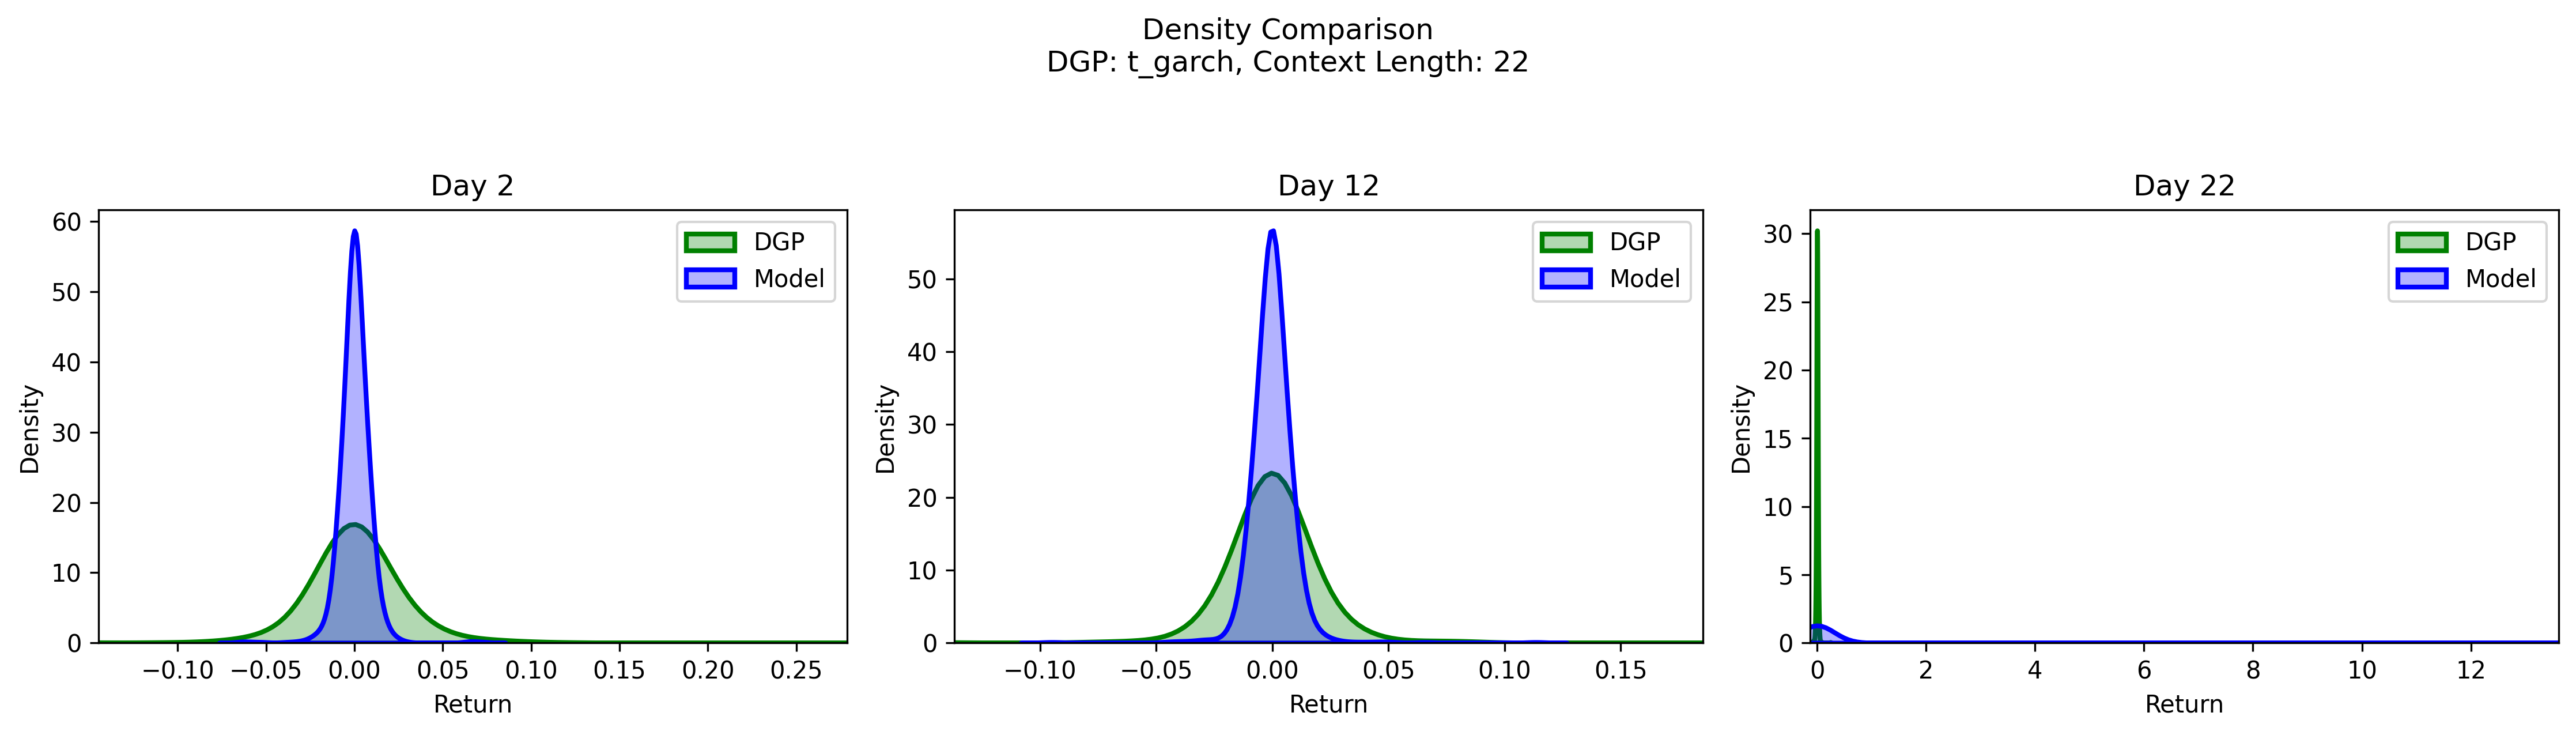 Density Comparison
DGP: t_garch, Context Length: 22
Day 2
60
50
40
30
20
10
0
Density
−0.10
−0.05
0.00
0.05
0.10
0.15
0.20
0.25
Return
DGP
Model
Day 12
50
40
30
20
10
0
Density
−0.10
−0.05
0.00
0.05
0.10
0.15
Return
DGP
Model
Day 22
30
25
20
15
10
5
0
Density
0
2
4
6
8
10
12
Return
DGP
Model